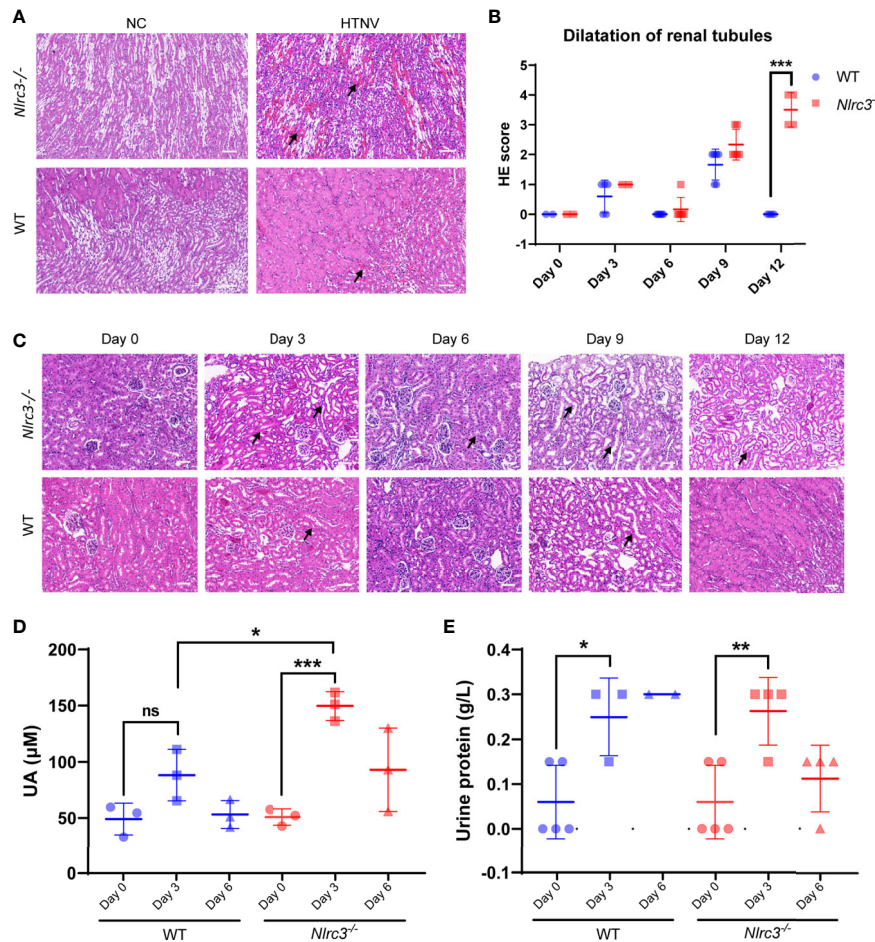 A
NC
HTNV
Nlrc3-/-
WT
B
Dilatation of renal tubules
HE score
5
4
3
2
1
0
-1
***
WT
Nlrc3-
Day 0
Day 3
Day 6
Day 9
Day 12
C
Day 0
Day 3
Day 6
Day 9
Day 12
Nlrc3-/-
WT
D
UA (μM)
200
150
100
50
0
*
ns
***
Day 0
Day 3
Day 6
Day 0
Day 3
Day 6
WT
Nlrc3-/-
E
Urine protein (g/L)
0.4
0.3
0.2
0.1
0.0
-0.1
*
**
Day 0
Day 3
Day 6
Day 0
Day 3
Day 6
WT
Nlrc3-/-